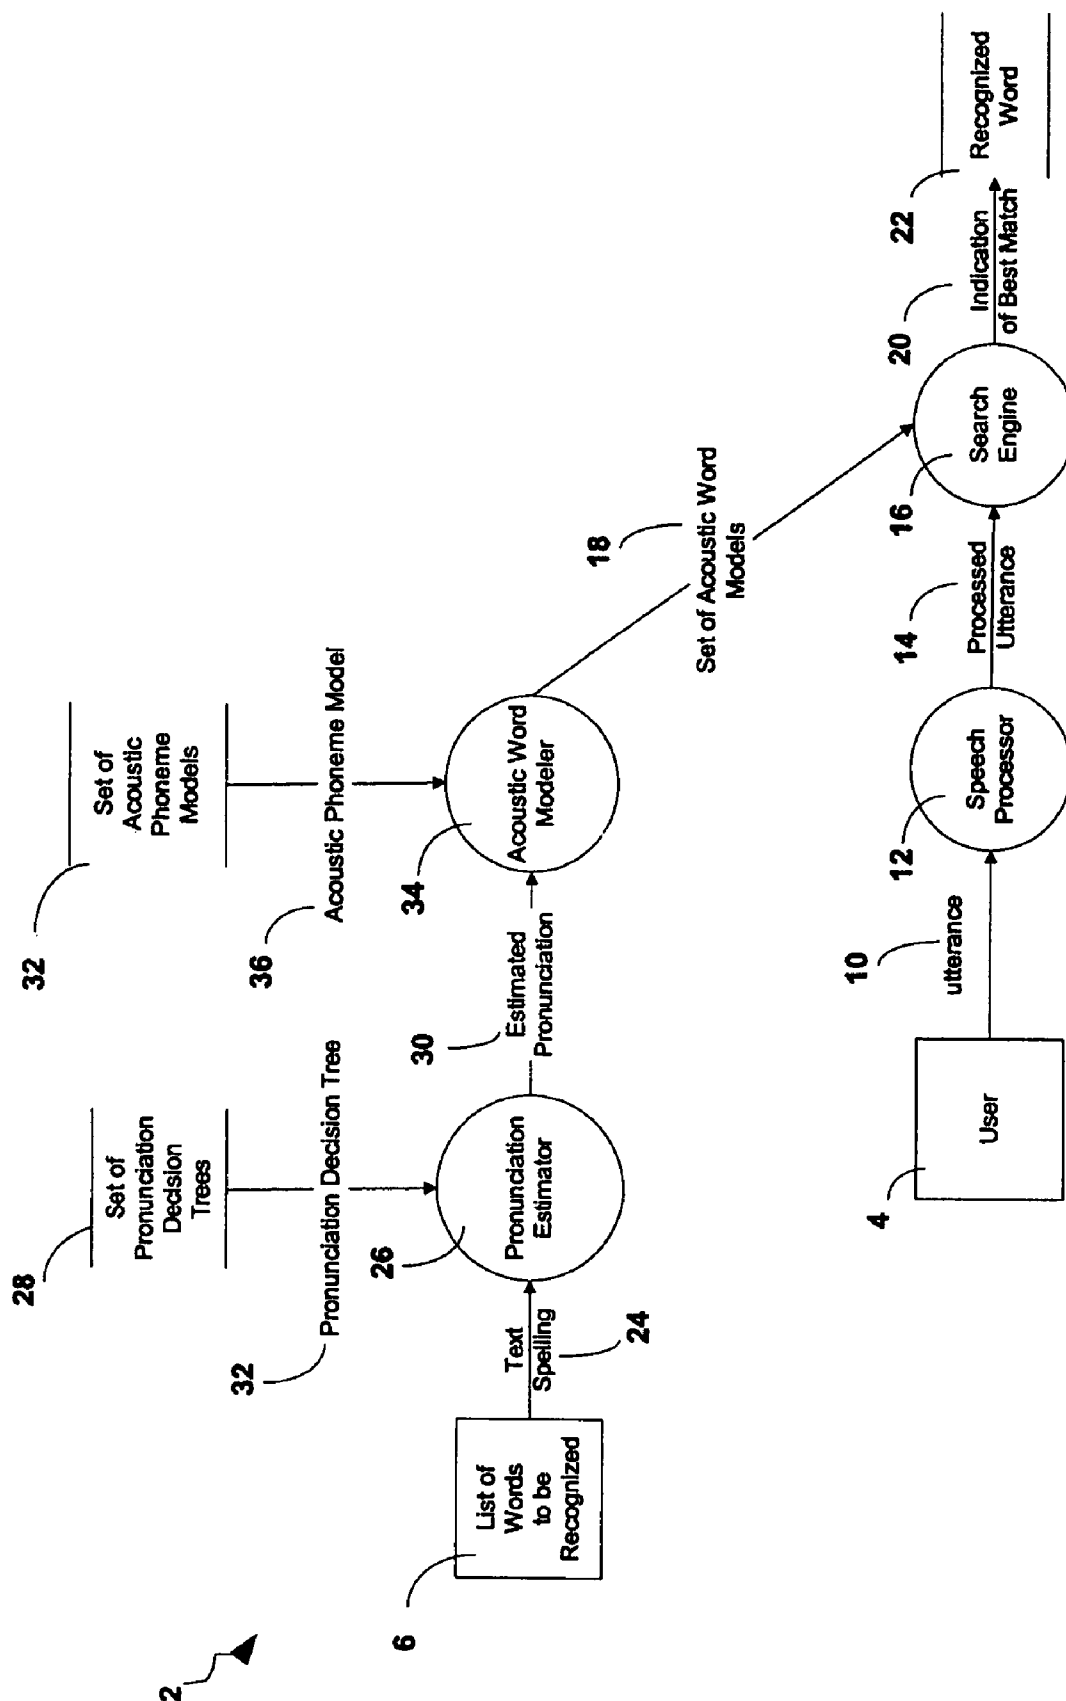 2
28
Set of
Pronunciation
Decision
Trees
32
Set of
Acoustic
Phoneme
Models
32
Pronunciation Decision Tree
36
Acoustic Phoneme Model
6
List of
Words
to be
Recognized
Text
Spelling
24
26
Pronunciation
Estimator
30
Estimated
Pronunciation
34
Acoustic Word
Modeler
18
Set of Acoustic Word
Models
4
User
10
utterance
12
Speech
Processor
14
Processed
Utterance
16
Search
Engine
20
Indication
of Best Match
22
Recognized
Word